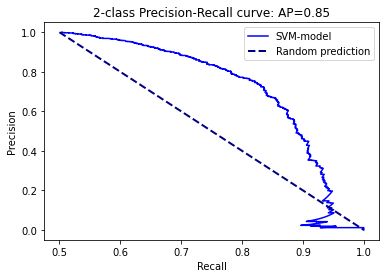 2-class Precision-Recall curve: AP=0.85
SVM-model
Random prediction
Precision
1.0
0.8
0.6
0.4
0.2
0.0
0.5
0.6
0.7
0.8
0.9
1.0
Recall